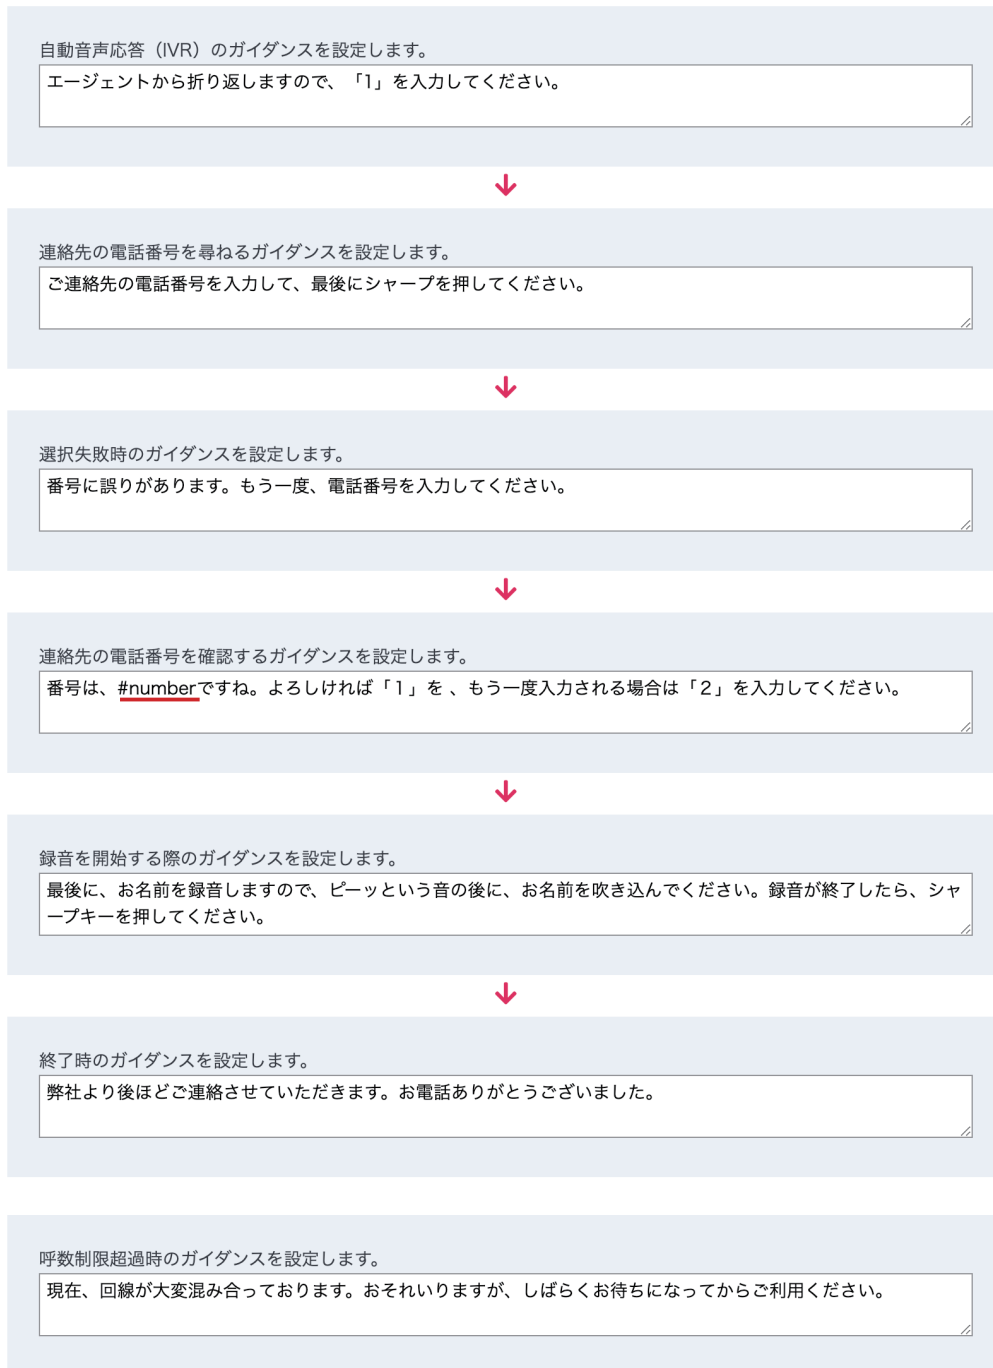 自動音声応答（IVR）のガイダンスを設定します。
エージェントから折り返しますので、「1」を入力してください。
連絡先の電話番号を尋ねるガイダンスを設定します。
ご連絡先の電話番号を入力して、最後にシャープを押してください。
選択失敗時のガイダンスを設定します。
番号に誤りがあります。もう一度、電話番号を入力してください。
連絡先の電話番号を確認するガイダンスを設定します。
番号は、#numberですね。よろしければ「１」を 、もう一度入力される場合は「２」を入力してください。
録音を開始する際のガイダンスを設定します。
最後に、お名前を録音しますので、ピーッという音の後に、お名前を吹き込んでください。録音が終了したら、シャ
ープキーを押してください。
終了時のガイダンスを設定します。
弊社より後ほどご連絡させていただきます。お電話ありがとうございました。
呼数制限超過時のガイダンスを設定します。
現在、回線が大変混み合っております。おそれいりますが、しばらくお待ちになってからご利用ください。